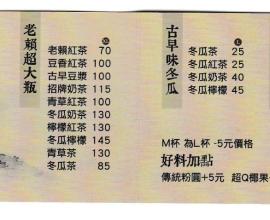 老賴超大瓶
老賴紅茶 70
豆香紅茶 100
古早豆漿 100
招牌奶茶 115
青草紅茶 100
冬瓜奶茶 130
檸檬紅茶 130
冬瓜檸檬 145
青草茶 130
冬瓜茶 85
古早味冬瓜
L
冬瓜茶 25
冬瓜紅茶 25
冬瓜奶茶 40
冬瓜檸檬 45
M杯 為L杯 -5元價格
好料加點
傳統粉圓+5元 超Q椰果